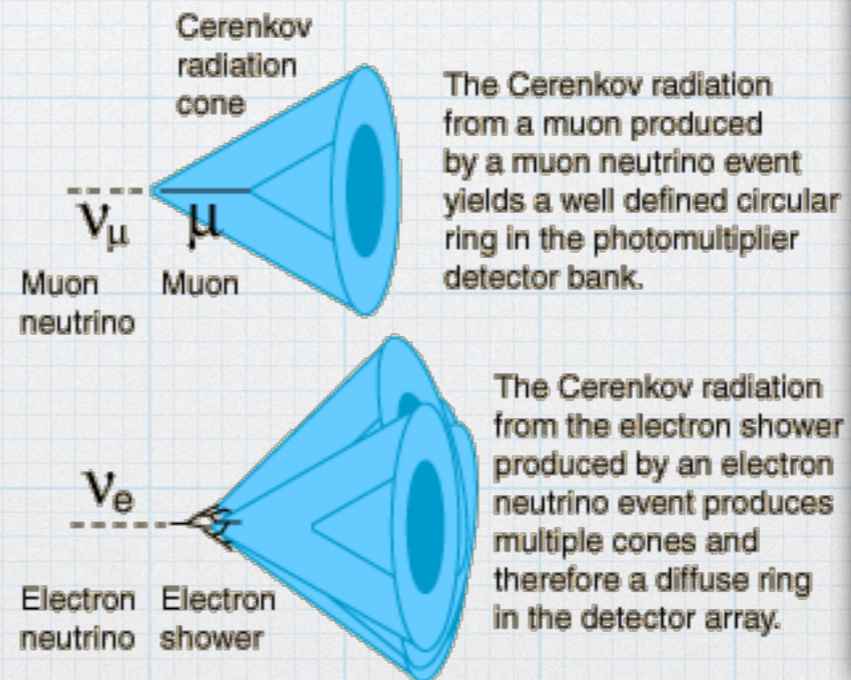 Cerenkov
radiation
cone
The Cerenkov radiation
from a muon produced
by a muon neutrino event
yields a well defined circular
ring in the photomultiplier
detector bank.
νμ
μ
Muon
neutrino
Muon
The Cerenkov radiation
from the electron shower
produced by an electron
neutrino event produces
multiple cones and
therefore a diffuse ring
in the detector array.
νe
Electron
neutrino
Electron
shower